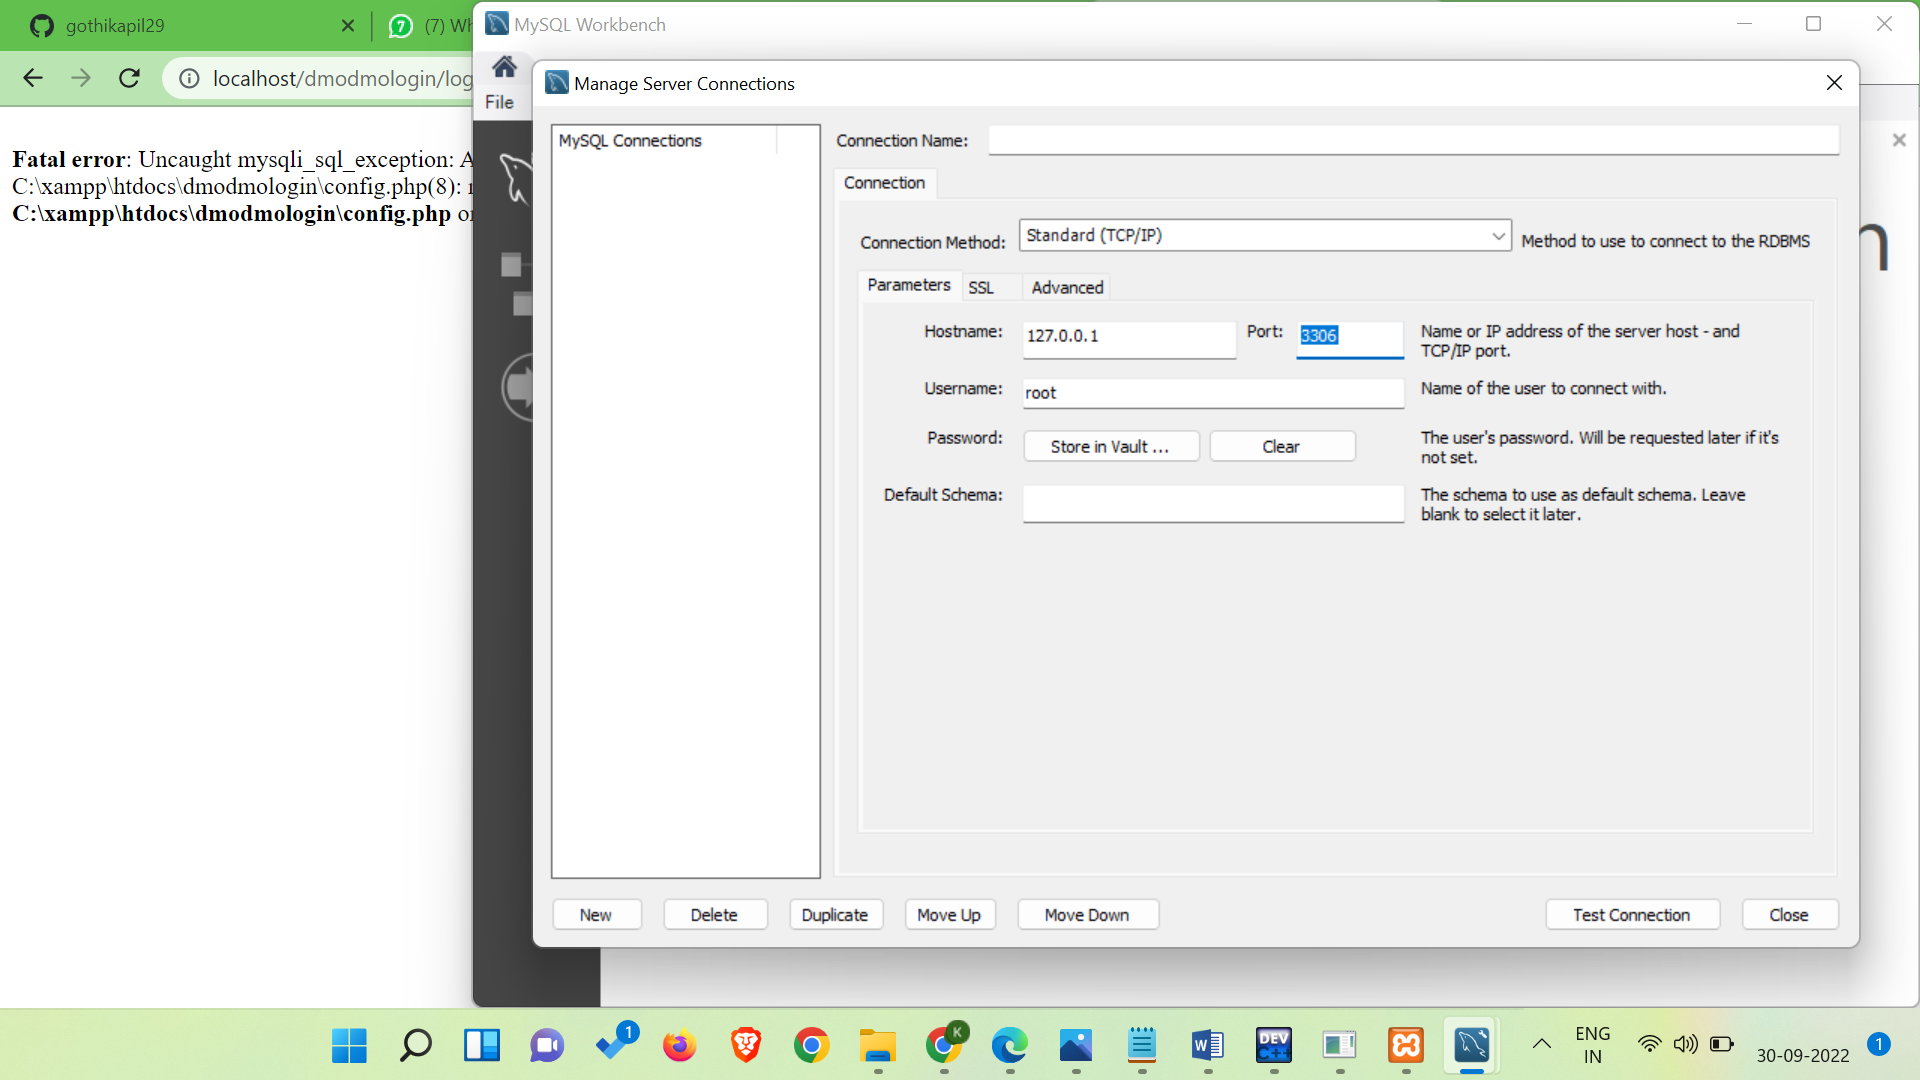 gothikapil29
(7) Wh
MySQL Workbench
localhost/dmodmologin/log
File
Manage Server Connections
Fatal error: Uncaught mysqli_sql_exception: A
C:\xampp\htdocs\dmodmologin\config.php(8):
C:\xampp\htdocs\dmodmologin\config.php on
MySQL Connections
Connection Name:
Connection
Connection Method: Standard (TCP/IP) Method to use to connect to the RDBMS
Parameters SSL Advanced
Hostname: 127.0.0.1 Port: 3306 Name or IP address of the server host - and
TCP/IP port.
Username: root Name of the user to connect with.
Password: Store in Vault ... Clear The user's password. Will be requested later if it's
not set.
Default Schema: The schema to use as default schema. Leave
blank to select it later.
New Delete Duplicate Move Up Move Down Test Connection Close
1
K
W
DEV
C++
ENG
IN
30-09-2022
1